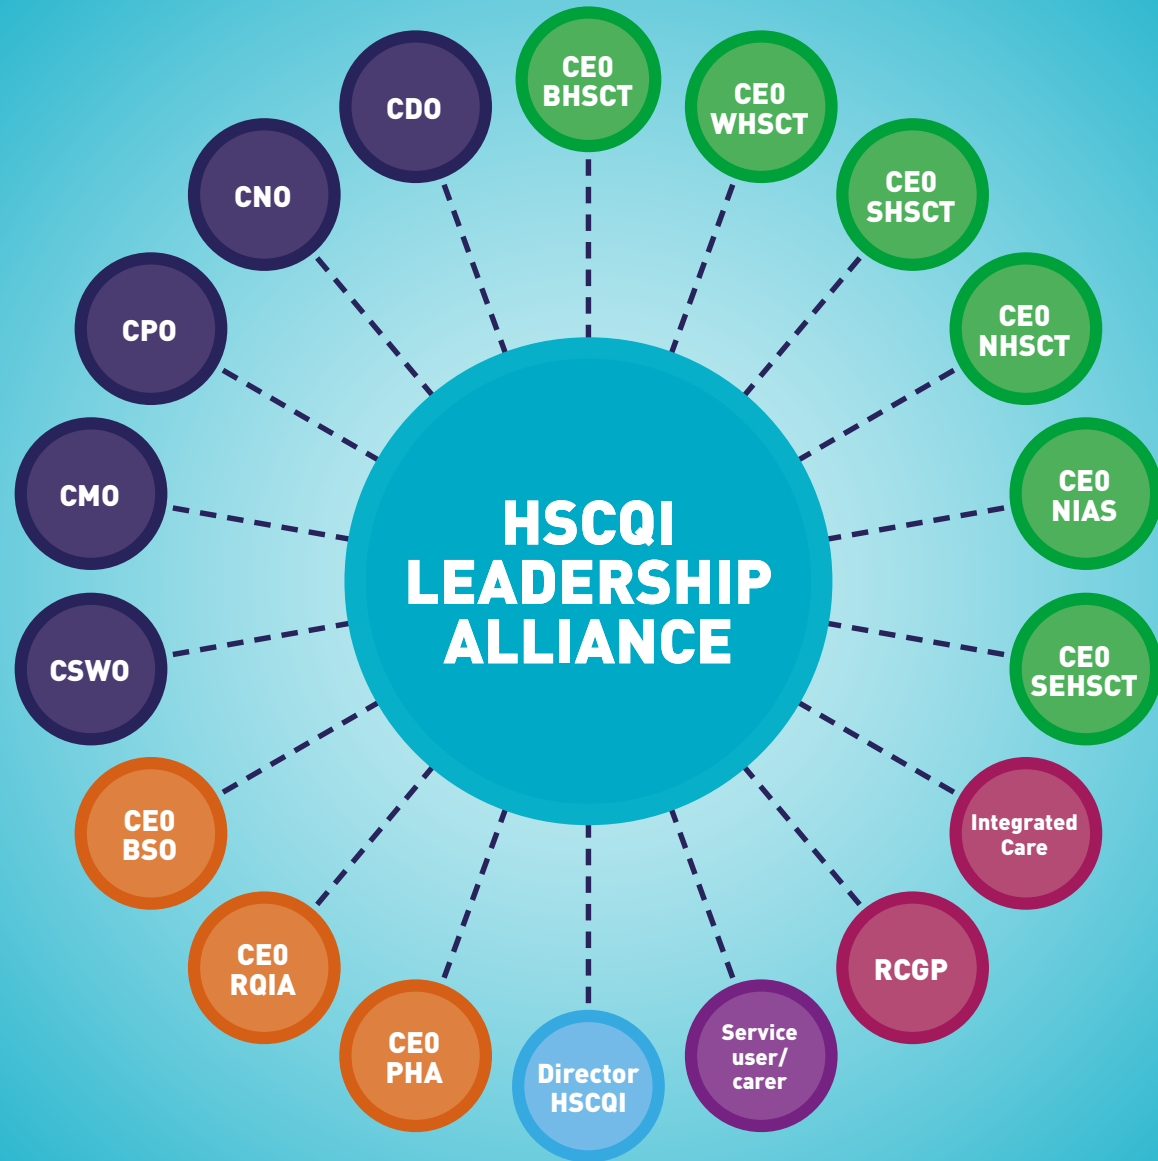 CEO
BHSCT
CEO
WHSCT
CEO
SHSCT
CEO
NHSCT
CEO
NIAS
CEO
SEHSCT
Integrated
Care
RCGP
Service
user/
carer
Director
HSCQI
CEO
PHA
CEO
RQIA
CEO
BSO
CSWO
CMO
CPO
CNO
CDO
HSCQI
LEADERSHIP
ALLIANCE